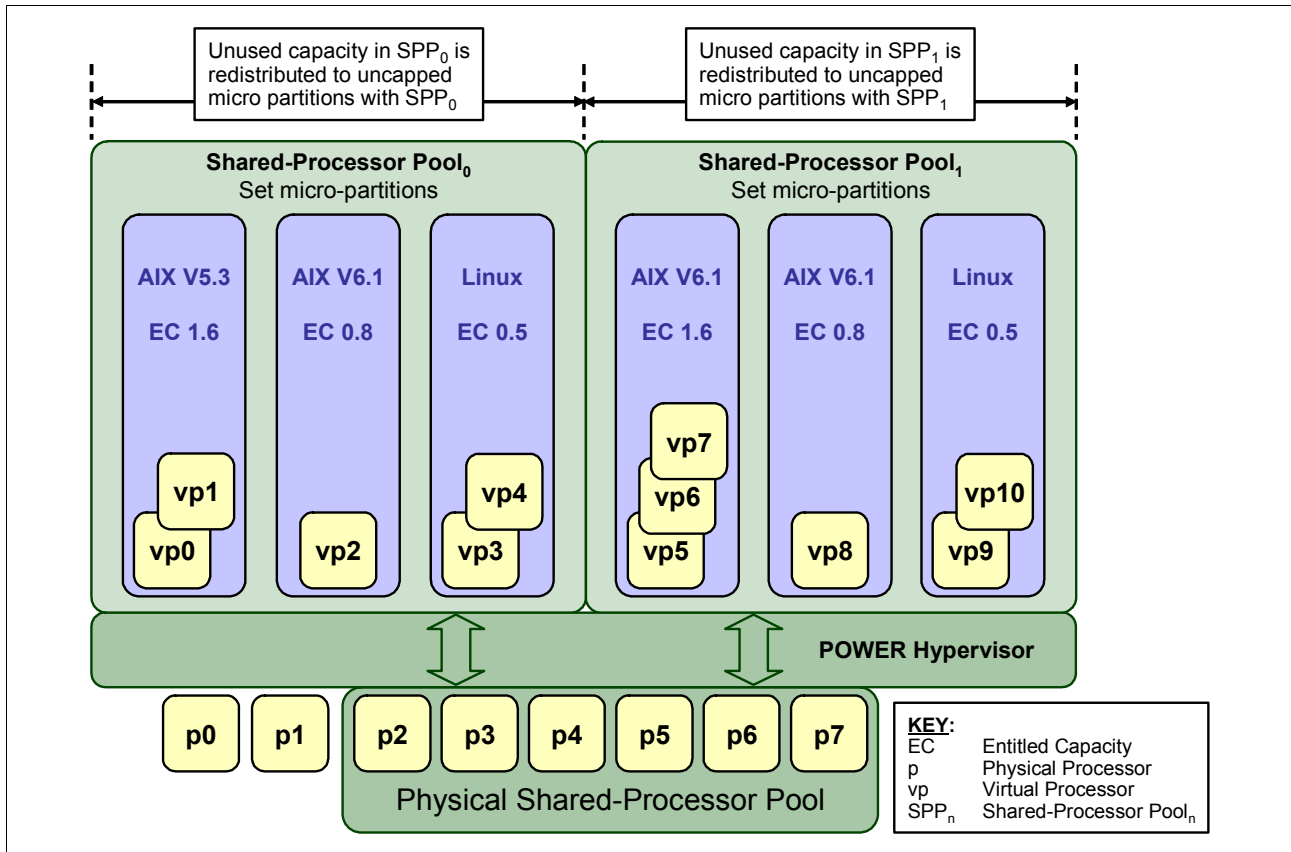 Unused capacity in SPP₀ is
redistributed to uncapped
micro partitions with SPP₀
Unused capacity in SPP₁ is
redistributed to uncapped
micro partitions with SPP₁
Shared-Processor Pool₀
Set micro-partitions
Shared-Processor Pool₁
Set micro-partitions
AIX V5.3
EC 1.6
AIX V6.1
EC 0.8
Linux
EC 0.5
AIX V6.1
EC 1.6
AIX V6.1
EC 0.8
Linux
EC 0.5
vp1
vp0
vp2
vp4
vp3
vp7
vp6
vp5
vp8
vp10
vp9
POWER Hypervisor
p0
p1
p2
p3
p4
p5
p6
p7
Physical Shared-Processor Pool
KEY:
EC Entitled Capacity
p Physical Processor
vp Virtual Processor
SPPₙ Shared-Processor Poolₙ